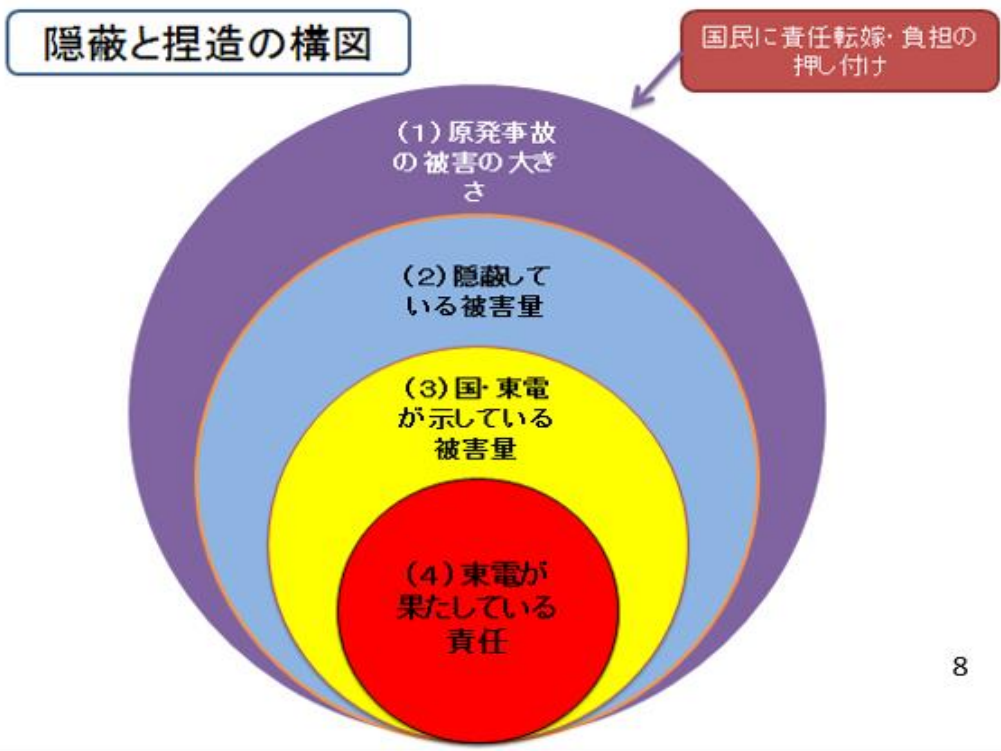 隠蔽と捏造の構図
国民に責任転嫁・負担の
押し付け
(1)原発事故
の被害の大き
さ
(2)隠蔽して
いる被害量
(3)国・東電
が示している
被害量
(4)東電が
果たしている
責任
8